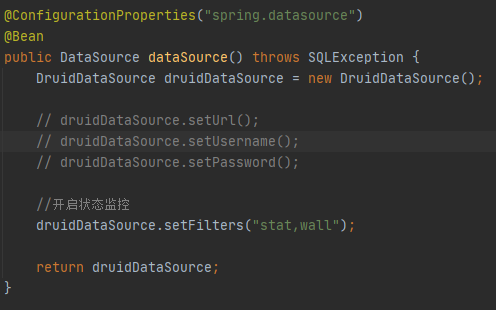 @ConfigurationProperties("spring.datasource")
@Bean
public DataSource dataSource() throws SQLException {
    DruidDataSource druidDataSource = new DruidDataSource();
    // druidDataSource.setUrl();
    // druidDataSource.setUsername();
    // druidDataSource.setPassword();
    //开启状态监控
    druidDataSource.setFilters("stat,wall");
    return druidDataSource;
}